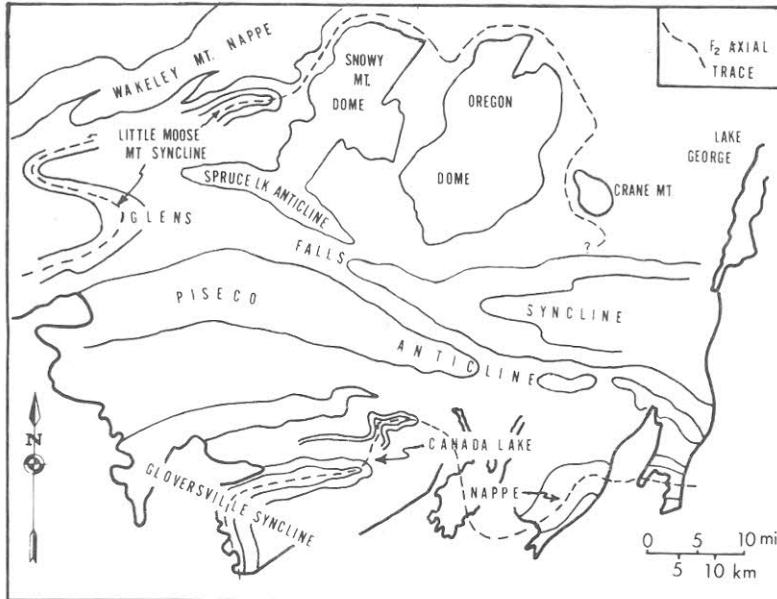 F₂ AXIAL
TRACE
WAKELEY MT. NAPPE
SNOWY
MT.
DOME
OREGON
DOME
LITTLE MOOSE
MT SYNCLINE
LAKE
GEORGE
SPRUCE LK ANTICLINE
CRANE MT.
GLENS
FALLS
?
SYNCLINE
PISECO
ANTICLINE
N
CANADA LAKE
NAPPE
GLOVERSVILLE SYNCLINE
0 5 10 mi
5 10 km